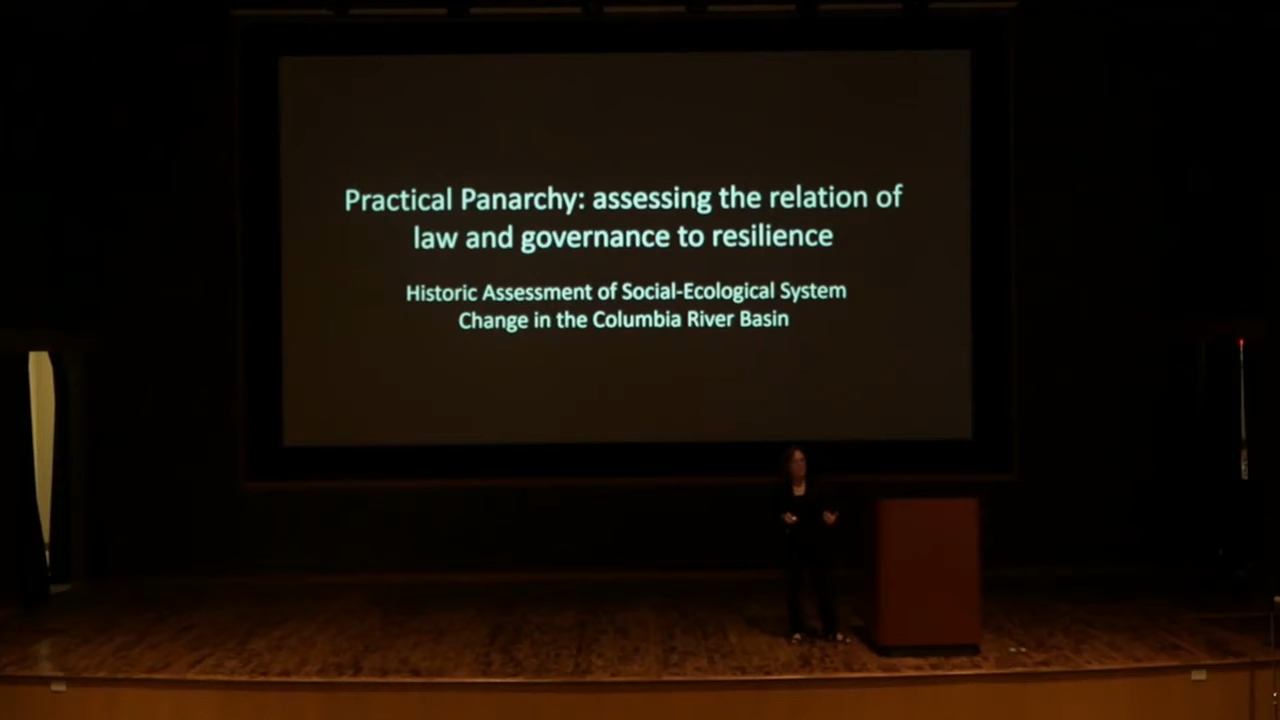 Practical Panarchy: assessing the relation of
law and governance to resilience
Historic Assessment of Social-Ecological System
Change in the Columbia River Basin